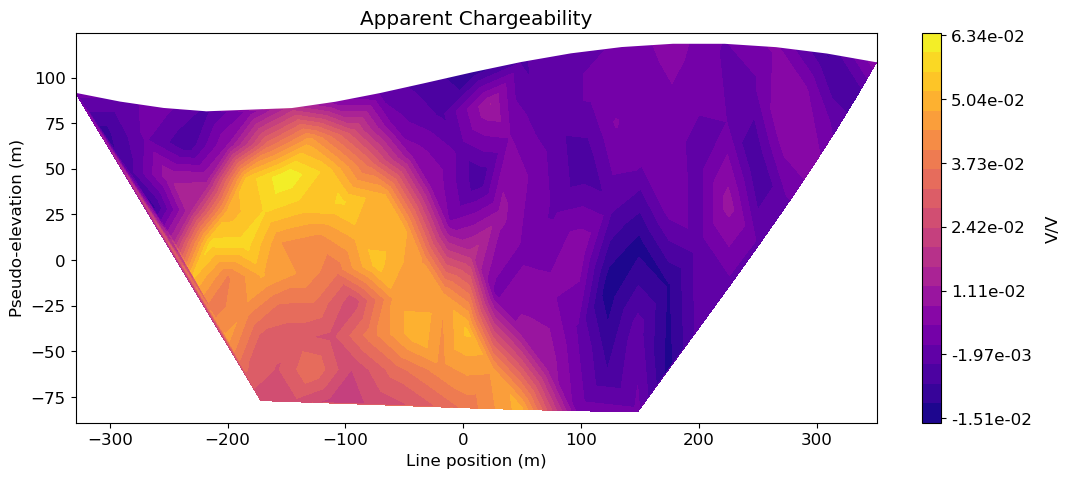 Apparent Chargeability
Pseudo-elevation (m)
100
75
50
25
0
−25
−50
−75
−300
−200
−100
0
100
200
300
Line position (m)
6.34e-02
5.04e-02
3.73e-02
2.42e-02
1.11e-02
-1.97e-03
-1.51e-02
V/V